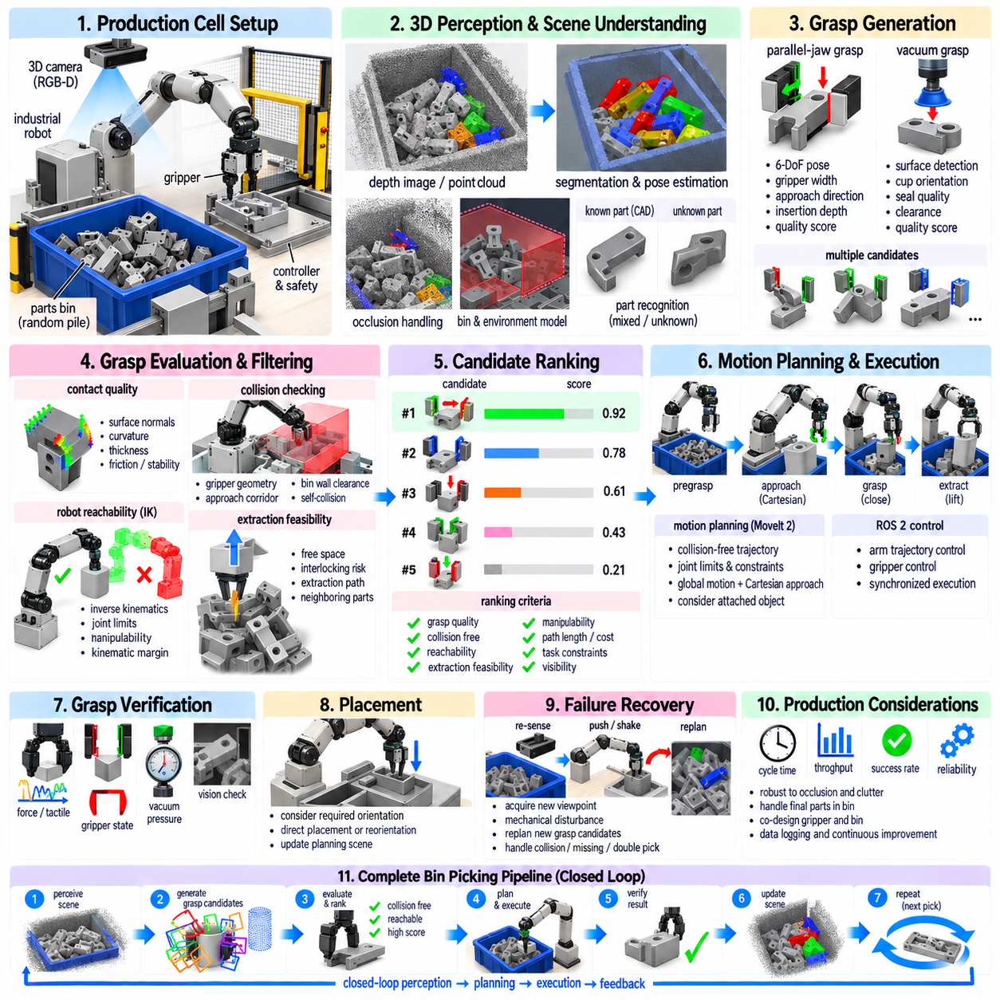 1. Production Cell Setup
3D camera
(RGB-D)
industrial
robot
gripper
controller
& safety
parts bin
(random pile)
2. 3D Perception & Scene Understanding
depth image / point cloud
segmentation & pose estimation
occlusion handling
bin & environment model
known part (CAD)
unknown part
part recognition
(mixed / unknown)
3. Grasp Generation
parallel-jaw grasp
• 6-DoF pose
• gripper width
• approach direction
• insertion depth
• quality score
vacuum grasp
• surface detection
• cup orientation
• seal quality
• clearance
• quality score
multiple candidates
...
4. Grasp Evaluation & Filtering
contact quality
• surface normals
• curvature
• thickness
• friction / stability
collision checking
• gripper geometry
• approach corridor
• bin wall clearance
• self-collision
robot reachability (IK)
• inverse kinematics
• joint limits
• nanipulability
• kinematic margin
extraction feasibility
• free space
• interlocking risk
• extraction path
• neighboring parts
5. Candidate Ranking
candidate score
#1 0.92
#2 0.78
#3 0.61
#4 0.43
#5 0.21
ranking criteria
grasp quality
collision free
reachability
extraction feasibility
manipulability
path length / cost
task constraints
visibility
6. Motion Planning & Execution
pregrasp
approach
(Cartesian)
grasp
(close)
extract
(lift)
motion planning (MoveIt 2)
• collision-free trajectory
• joint limits & constraints
• global motion + Cartesian approach
• consider attached object
ROS 2 control
• arm trajectory control
• gripper control
• synchronized execution
7. Grasp Verification
force / tactile
gripper state
vacuum
pressure
vision check
8. Placement
• consider required orientation
• direct placement or reorientation
• update planning scene
9. Failure Recovery
re-sense
push / shake
replan
• acquire new viewpoint
• mechanical disturbance
• replan new grasp candidates
• handle collision / missing / double pick
10. Production Considerations
cycle time
throhput
success rate
reliability
• robust to occlusion and clutter
• handle final parts in bin
• co-design gripper and bin
• data logging and continuous improvement
11. Complete Bin Picking Pipeline (Closed Loop)
1 perceive
scene
2 generate
grasp candidates
3 evaluate
& rank
collision free
reachable
high score
4 plan
& execute
5 verify
result
6 update
scene
7 repeat
(next pick)
closed-loop perception → planning → execution → feedback